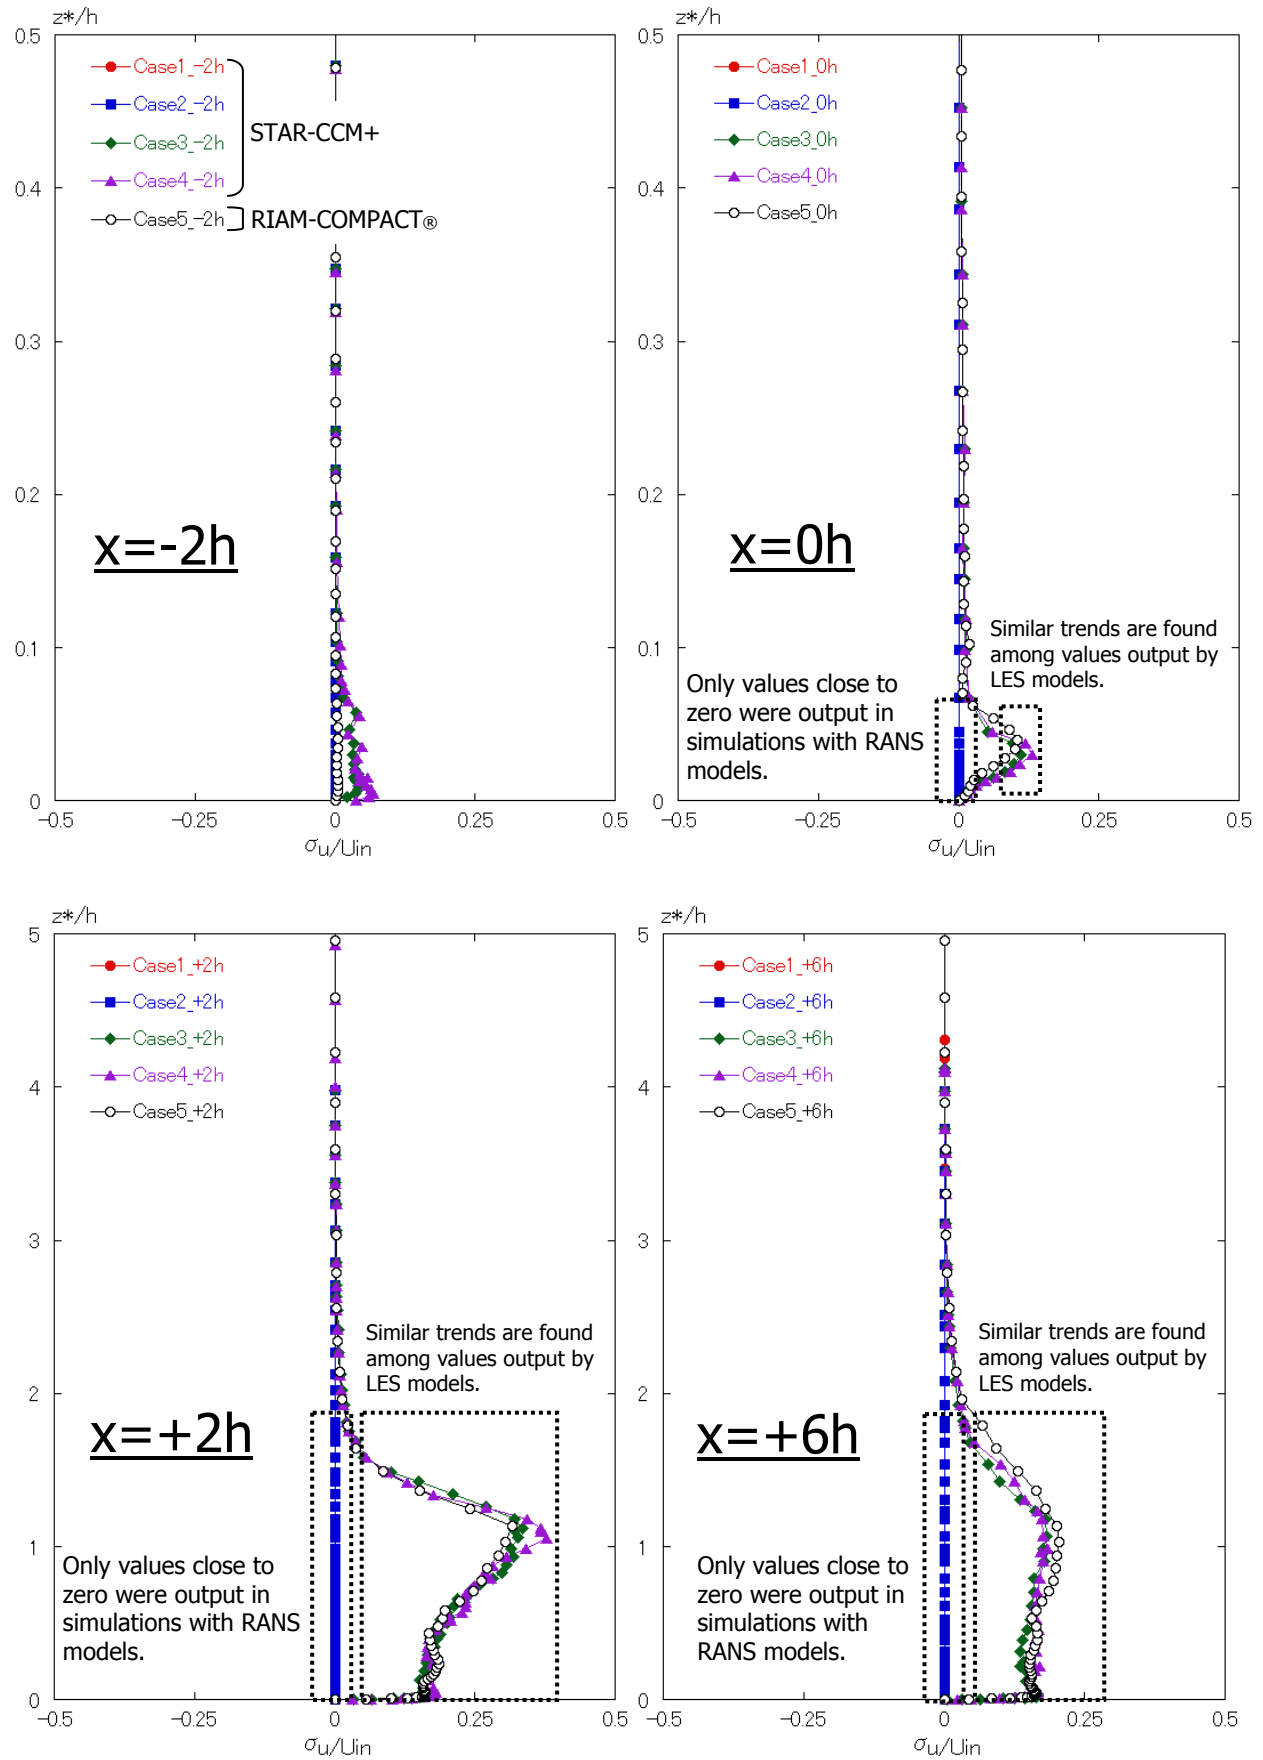 z*/h
0.5
0.4
0.3
0.2
0.1
0
-0.5
-0.25
0
0.25
0.5
σu/Uin
Case1_-2h
Case2_-2h
Case3_-2h
Case4_-2h
Case5_-2h
STAR-CCM+
RIAM-COMPACT®
x=-2h
z*/h
0.5
0.4
0.3
0.2
0.1
0
-0.5
-0.25
0
0.25
0.5
σu/Uin
Case1_0h
Case2_0h
Case3_0h
Case4_0h
Case5_0h
x=0h
Similar trends are found
among values output by
LES models.
Only values close to
zero were output in
simulations with RANS
models.
z*/h
5
4
3
2
1
0
-0.5
-0.25
0
0.25
0.5
σu/Uin
Case1_+2h
Case2_+2h
Case3_+2h
Case4_+2h
Case5_+2h
Similar trends are found
among values output by
LES models.
x=+2h
Only values close to
zero were output in
simulations with RANS
models.
z*/h
5
4
3
2
1
0
-0.5
-0.25
0
0.25
0.5
σu/Uin
Case1_+6h
Case2_+6h
Case3_+6h
Case4_+6h
Case5_+6h
Similar trends are found
among values output by
LES models.
x=+6h
Only values close to
zero were output in
simulations with
RANS models.